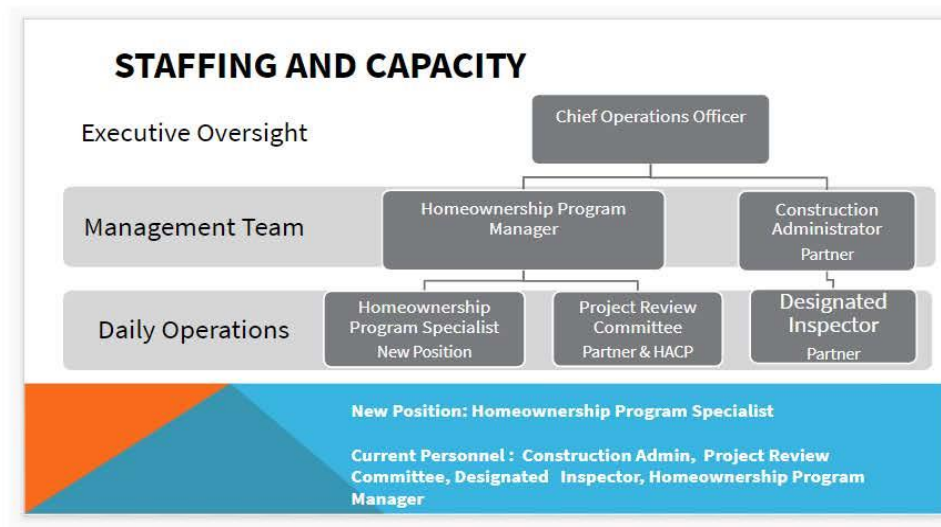 STAFFING AND CAPACITY
Executive Oversight
Chief Operations Officer
Management Team
Homeownership Program
Manager
Construction
Administrator
Partner
Daily Operations
Homeownership
Program Specialist
New Position
Project Review
Committee
Partner & HACP
Designated
Inspector
Partner
New Position: Homeownership Program Specialist
Current Personnel : Construction Admin, Project Review
Committee, Designated Inspector, Homeownership Program
Manager